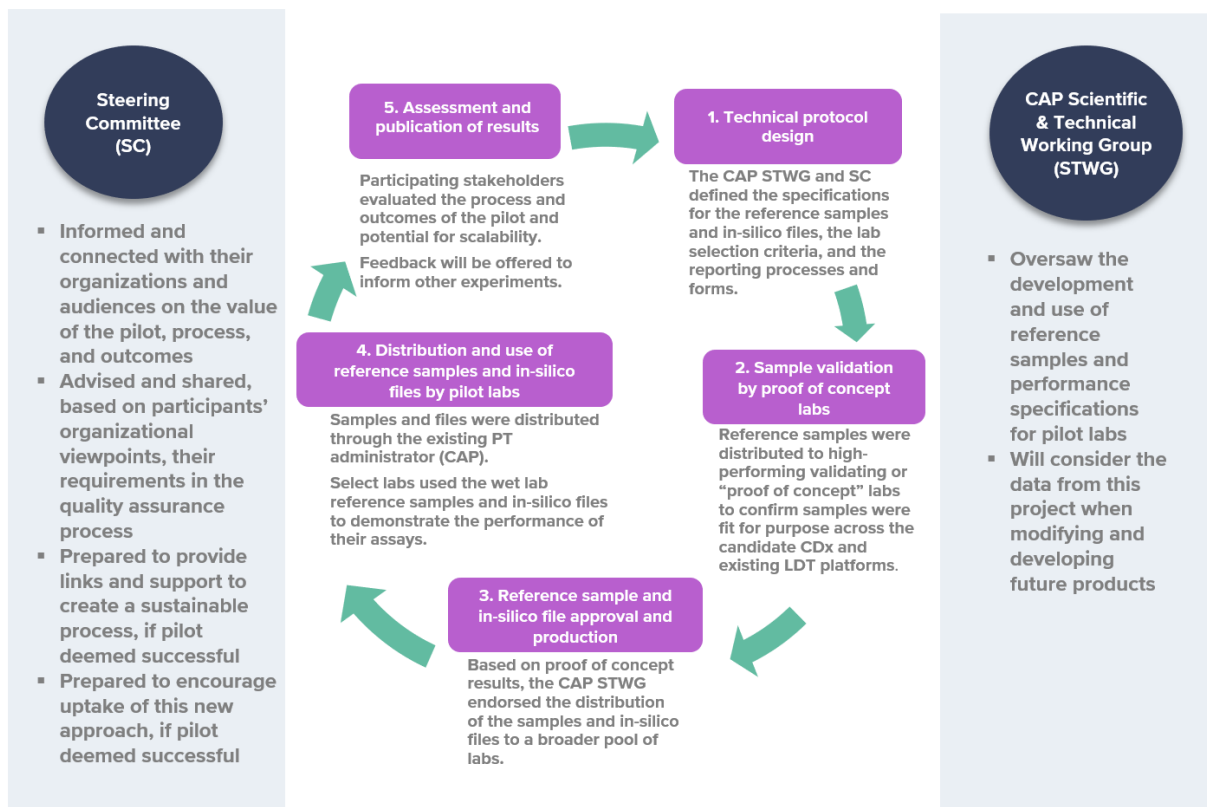 Steering
Committee
(SC)
▪ Informed and
connected with their
organizations and
audiences on the value
of the pilot, process,
and outcomes
▪ Advised and shared,
based on participants’
organizational
viewpoints, their
requirements in the
quality assurance
process
▪ Prepared to provide
links and support to
create a sustainable
process, if pilot
deemed successful
▪ Prepared to encourage
uptake of this new
approach, if pilot
deemed successful
1. Technical protocol
design
The CAP STWG and SC
defined the specifications
for the reference samples
and in-silico files, the lab
selection criteria, and the
reporting processes and
forms.
2. Sample validation
by proof of concept
labs
Reference samples were
distributed to high-
performing validating or
“proof of concept” labs
to confirm samples were
fit for purpose across the
candidate CDx and
existing LDT platforms.
3. Reference sample and
in-silico file approval and
production
Based on proof of concept
results, the CAP STWG
endorsed the distribution
of the samples and in-silico
files to a broader pool of
labs.
4. Distribution and use of
reference samples and in-silico
files by pilot labs
Samples and files were distributed
through the existing PT
administrator (CAP).
Select labs used the wet lab
reference samples and in-silico files
to demonstrate the performance of
their assays.
5. Assessment and
publication of results
Participating stakeholders
evaluated the process and
outcomes of the pilot and
potential for scalability.
Feedback will be offered to
inform other experiments.
CAP Scientific
& Technical
Working Group
(STWG)
▪ Oversaw the
development
and use of
reference
samples and
performance
specifications
for pilot labs
▪ Will consider the
data from this
project when
modifying and
developing
future products